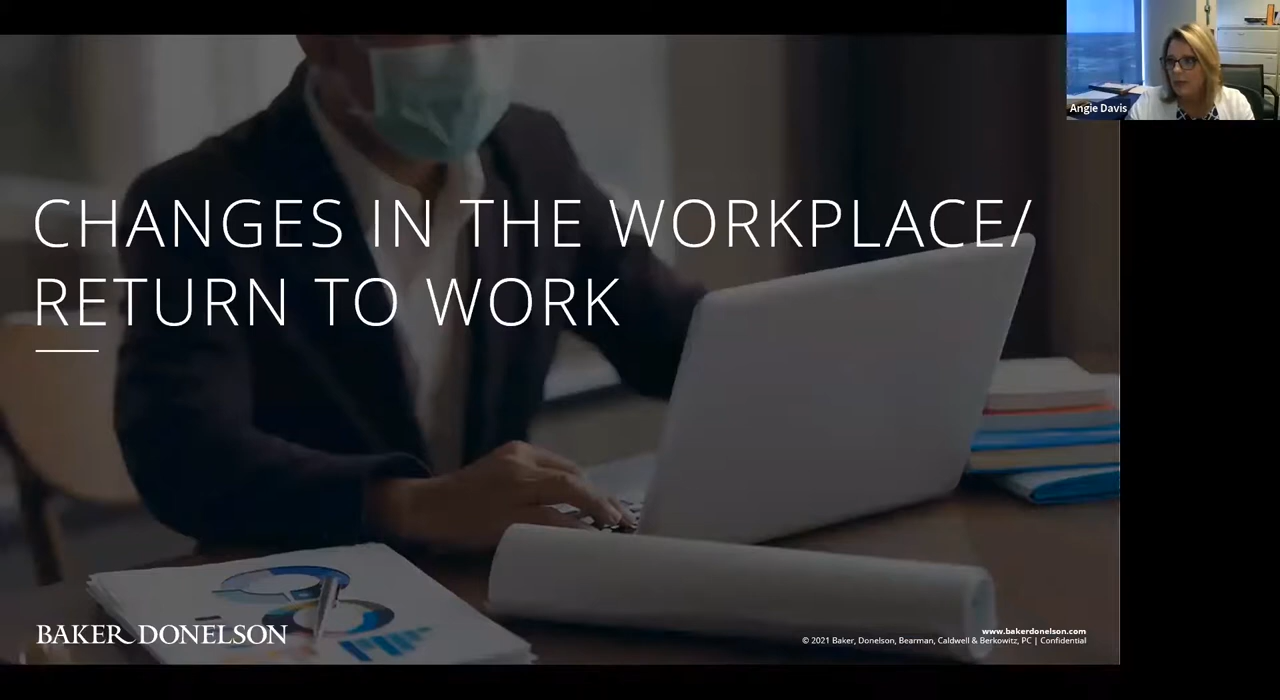 Angie Davis
CHANGES IN THE WORKPLACE/
RETURN TO WORK
BAKER DONELSON
www.bakerdonelson.com
© 2021 Baker, Donelson, Bearman, Caldwell & Berkowitz, PC | Confidential